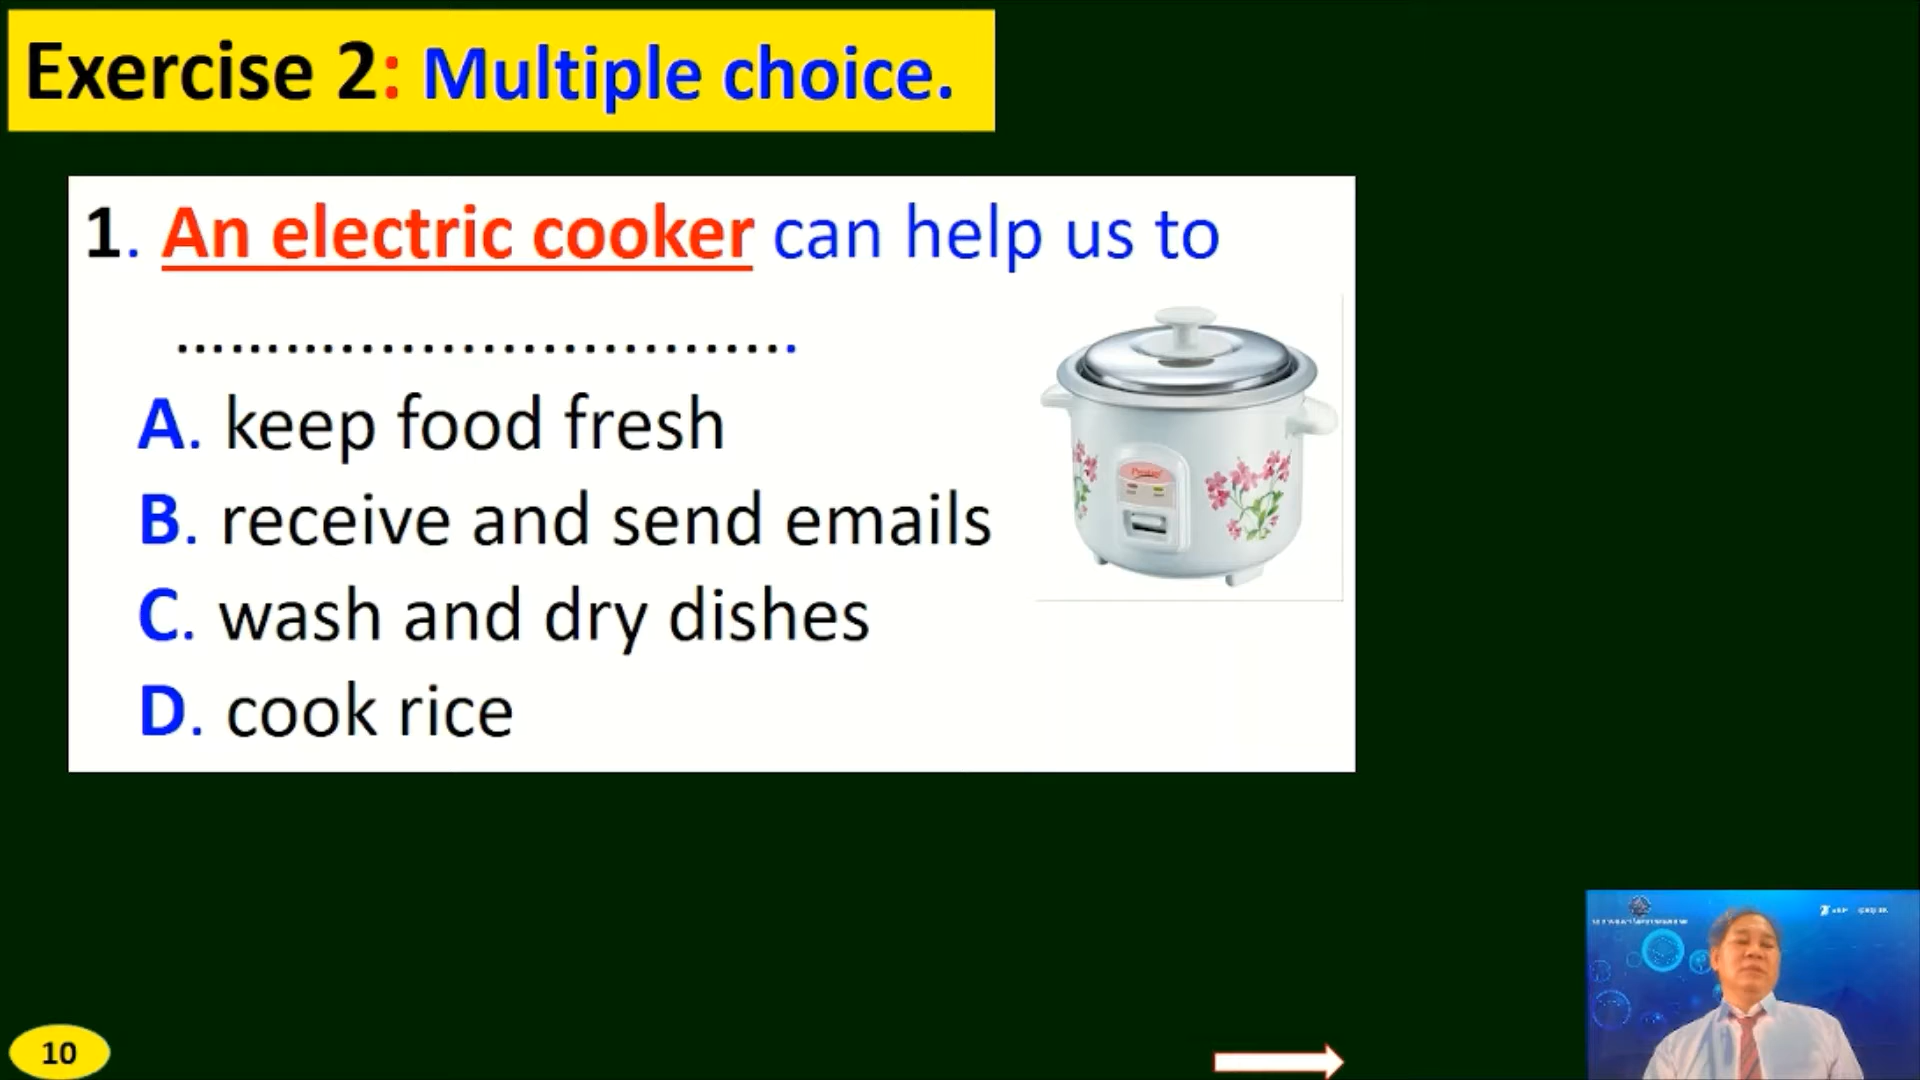 Exercise 2: Multiple choice.
1. An electric cooker can help us to
……………………………….
A. keep food fresh
B. receive and send emails
C. wash and dry dishes
D. cook rice
10